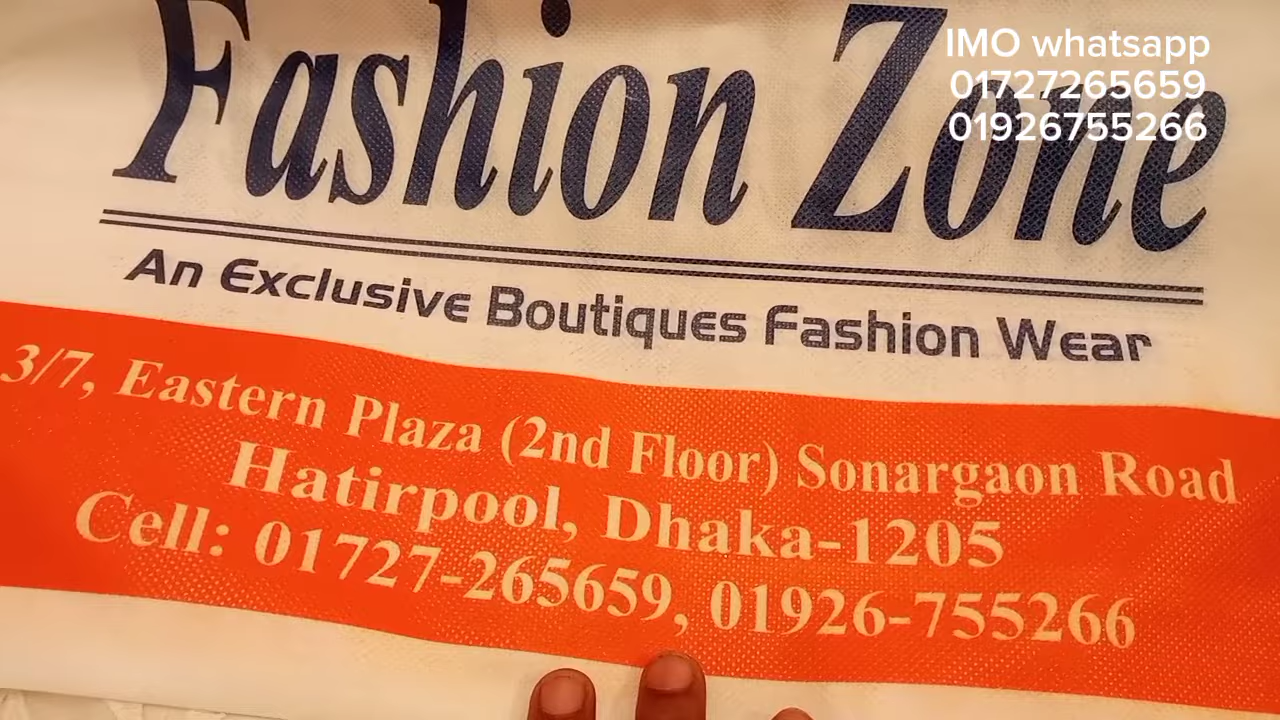 IMO whatsapp
01727265659
01926755266
Fashion Zone
An Exclusive Boutiques Fashion Wear
3/7, Eastern Plaza (2nd Floor) Sonargaon Road
Hatirpool, Dhaka-1205
Cell: 01727-265659, 01926-755266